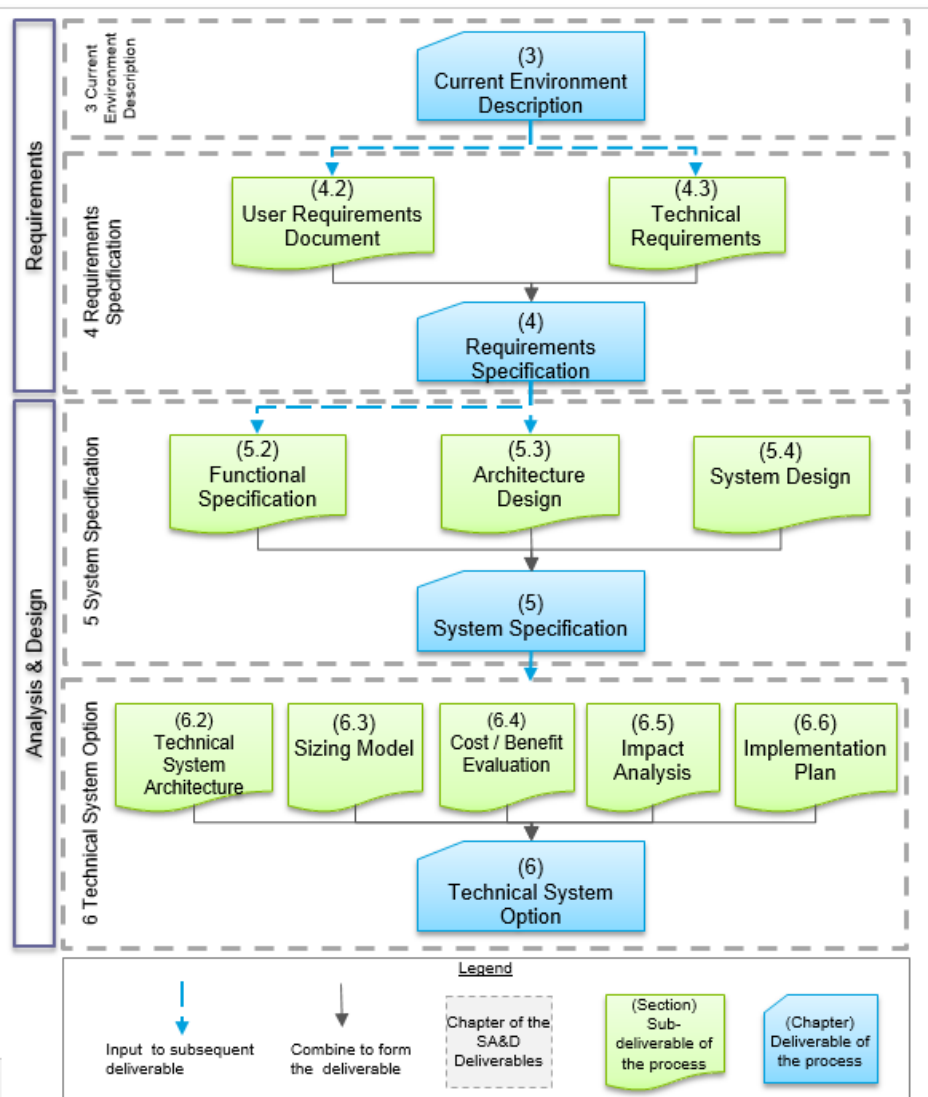 Requirements
3 Current
Environment
Description
(3)
Current Environment
Description
4 Requirements
Specification
(4.2)
User Requirements
Document
(4.3)
Technical
Requirements
(4)
Requirements
Specification
Analysis & Design
5 System Specification
(5.2)
Functional
Specification
(5.3)
Architecture
Design
(5.4)
System Design
(5)
System Specification
6 Technical System Option
(6.2)
Technical
System
Architecture
(6.3)
Sizing Model
(6.4)
Cost / Benefit
Evaluation
(6.5)
Impact
Analysis
(6.6)
Implementation
Plan
(6)
Technical System
Option
Legend
Input to subsequent
deliverable
Combine to form
the deliverable
Chapter of the
SA&D
Deliverables
(Section)
Sub-
deliverable of
the process
(Chapter)
Deliverable of
the process